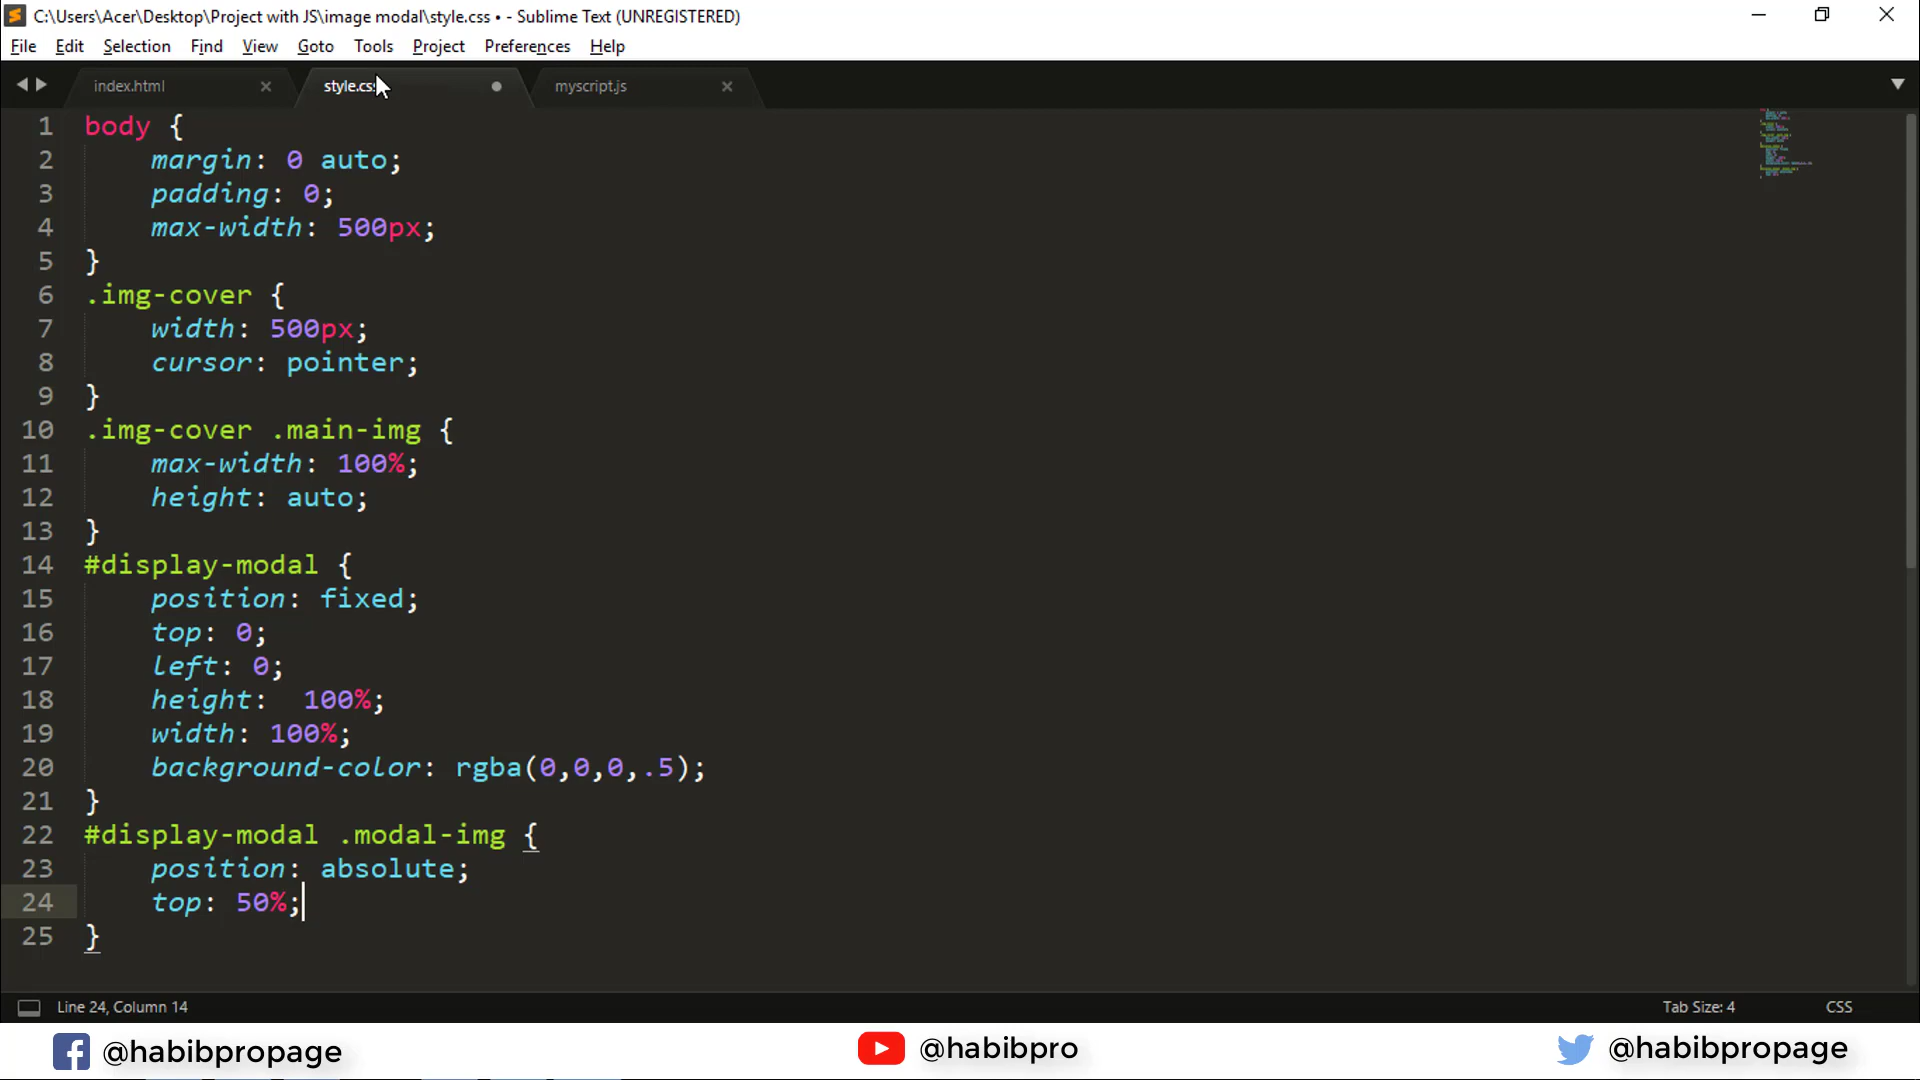 C:\Users\Acer\Desktop\Project with JS\image modal\style.css • - Sublime Text (UNREGISTERED)
File Edit Selection Find View Goto Tools Project Preferences Help
index.html style.css myscript.js
1 body {
2 margin: 0 auto;
3 padding: 0;
4 max-width: 500px;
5 }
6 .img-cover {
7 width: 500px;
8 cursor: pointer;
9 }
10 .img-cover .main-img {
11 max-width: 100%;
12 height: auto;
13 }
14 #display-modal {
15 position: fixed;
16 top: 0;
17 left: 0;
18 height:  100%;
19 width: 100%;
20 background-color: rgba(0,0,0,.5);
21 }
22 #display-modal .modal-img {
23 position: absolute;
24 top: 50%;
25 }
Line 24, Column 14 Tab Size: 4 CSS
@habibpropage @habibpro @habibpropage